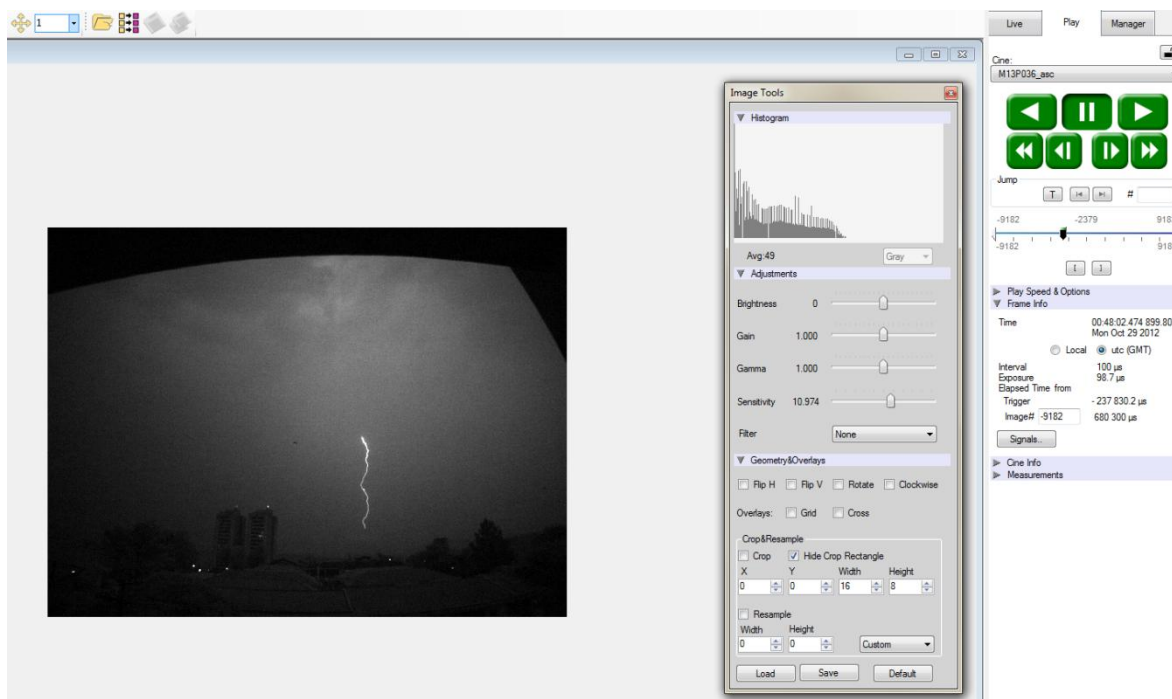 1
Live Play Manager
Cine:
M13P036_asc
Jump
T #
-9182 -2379 918
-9182 918
[ ]
Play Speed & Options
Frame Info
Time 00:48:02.474 899.80
Mon Oct 29 2012
Local utc (GMT)
Interval 100 µs
Exposure 98.7 µs
Elapsed Time from
Trigger - 237 830.2 µs
Image# -9182 680 300 µs
Signals..
Cine Info
Measurements
Image Tools
Histogram
Avg:49 Gray
Adjustments
Brightness 0
Gain 1.000
Gamma 1.000
Sensitivity 10.974
Filter None
Geometry&Overlays
Flip H Flip V Rotate Clockwise
Overlays: Grid Cross
Crop&Resample
Crop Hide Crop Rectangle
X Y Width Height
0 0 16 8
Resample
Width Height
0 0 Custom
Load Save Default